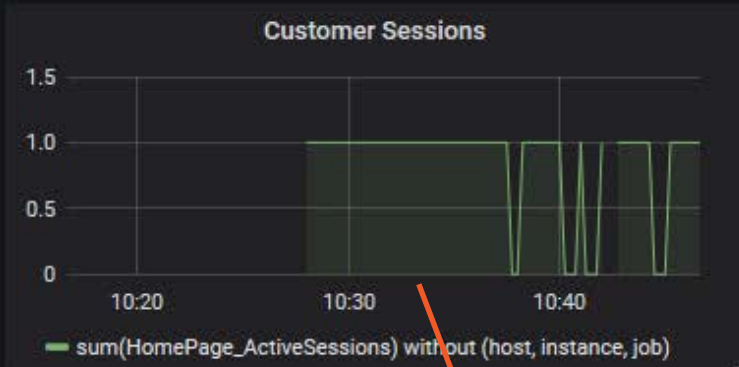 Customer Sessions
1.5
1.0
0.5
0
10:20 10:30 10:40
sum(HomePage_ActiveSessions) without (host, instance, job)